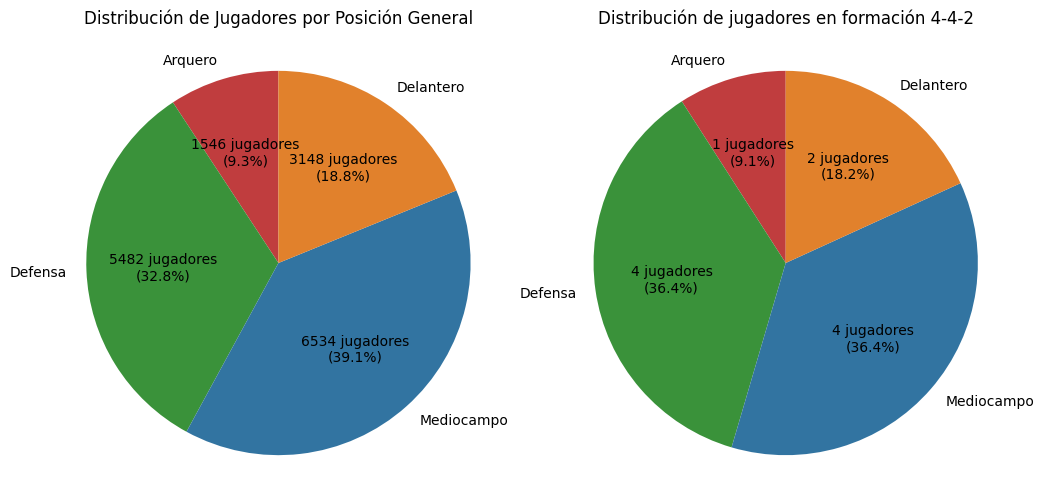 Distribución de Jugadores por Posición General
Arquero
Delantero
1546 jugadores
(9.3%)
3148 jugadores
(18.8%)
5482 jugadores
(32.8%)
Defensa
6534 jugadores
(39.1%)
Mediocampo
Distribución de jugadores en formación 4-4-2
Arquero
Delantero
1 jugadores
(9.1%)
2 jugadores
(18.2%)
4 jugadores
(36.4%)
Defensa
4 jugadores
(36.4%)
Mediocampo